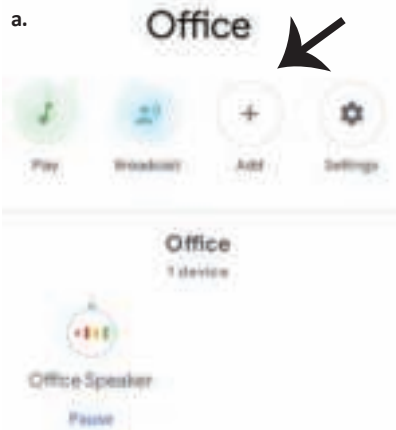 a.
Office
Play Broadcast Add Settings
Office
1 device
Office Speaker
Pause